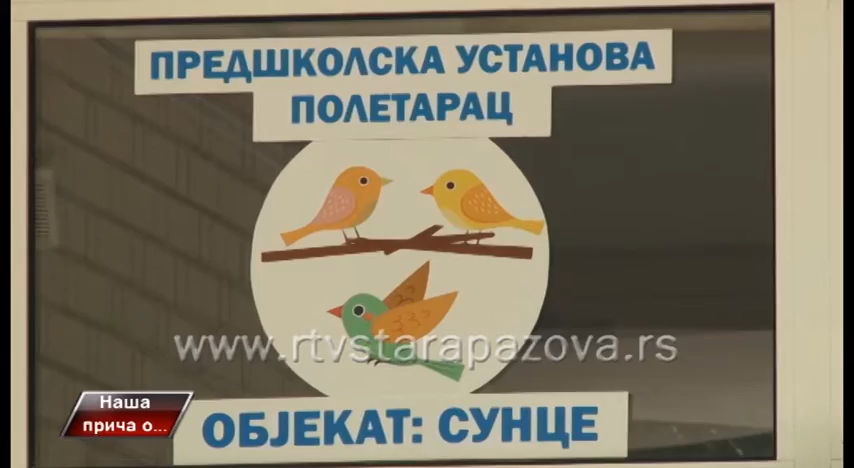 ПРЕДШКОЛСКА УСТАНОВА
ПОЛЕТАРАЦ
www.rtvstarapazova.rs
Наша
прича о...
ОБЈЕКАТ: СУНЦЕ